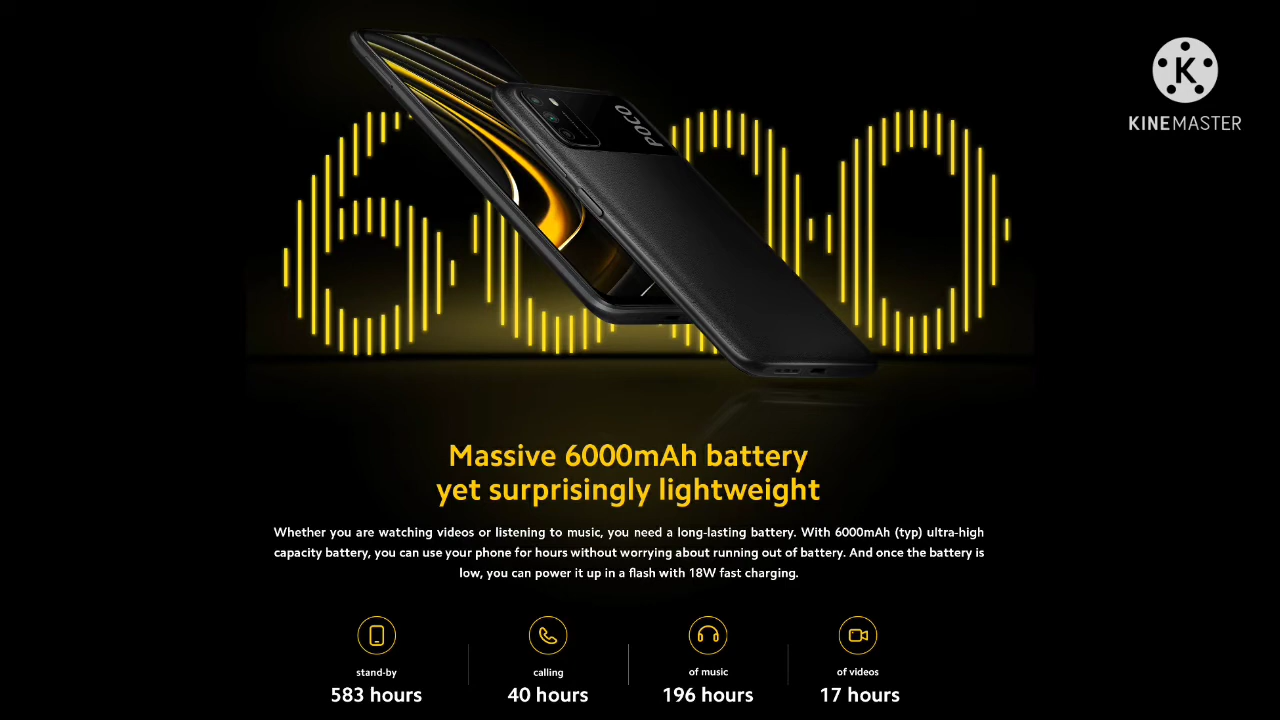 6000
POCO
K
KINEMASTER
Massive 6000mAh battery
yet surprisingly lightweight
Whether you are watching videos or listening to music, you need a long-lasting battery. With 6000mAh (typ) ultra-high
capacity battery, you can use your phone for hours without worrying about running out of battery. And once the battery is
low, you can power it up in a flash with 18W fast charging.
stand-by calling of music of videos
583 hours 40 hours 196 hours 17 hours